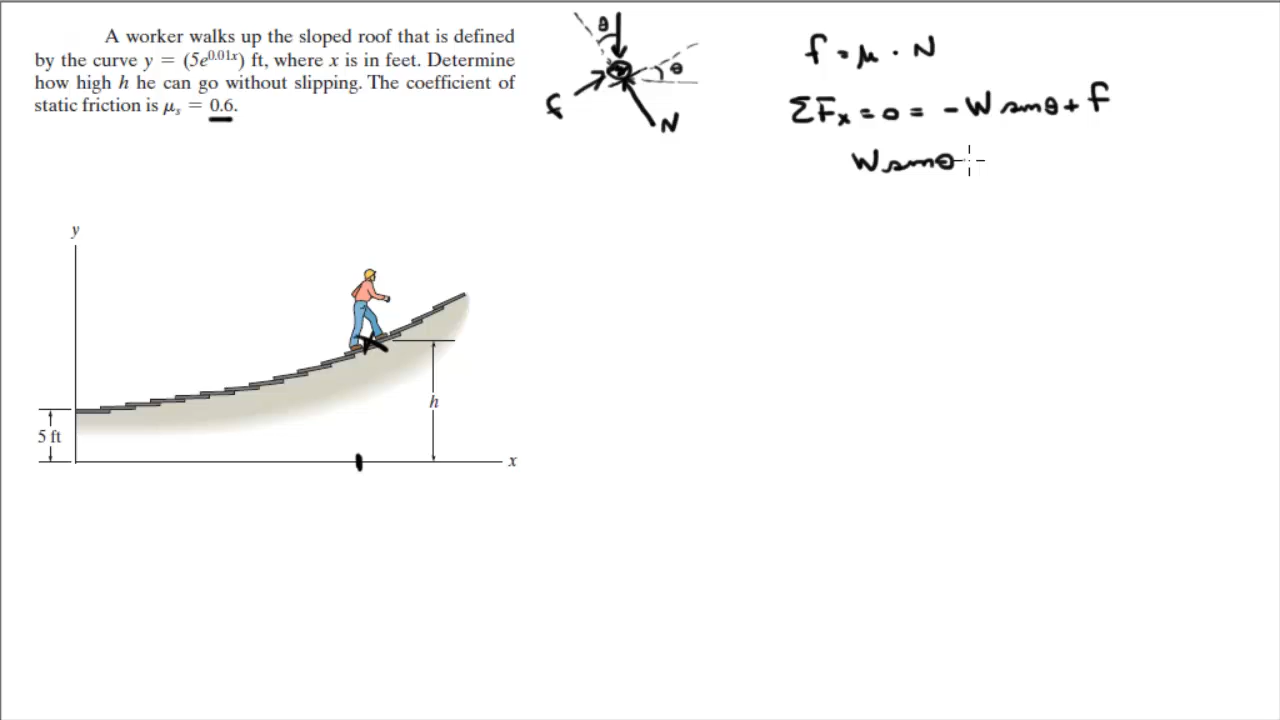 A worker walks up the sloped roof that is defined
by the curve y = (5e^0.01x) ft, where x is in feet. Determine
how high h he can go without slipping. The coefficient of
static friction is μs = 0.6.
θ
θ
f
N
f = μ · N
ΣFx = 0 = - W sinθ + f
W sinθ
y
h
5 ft
x